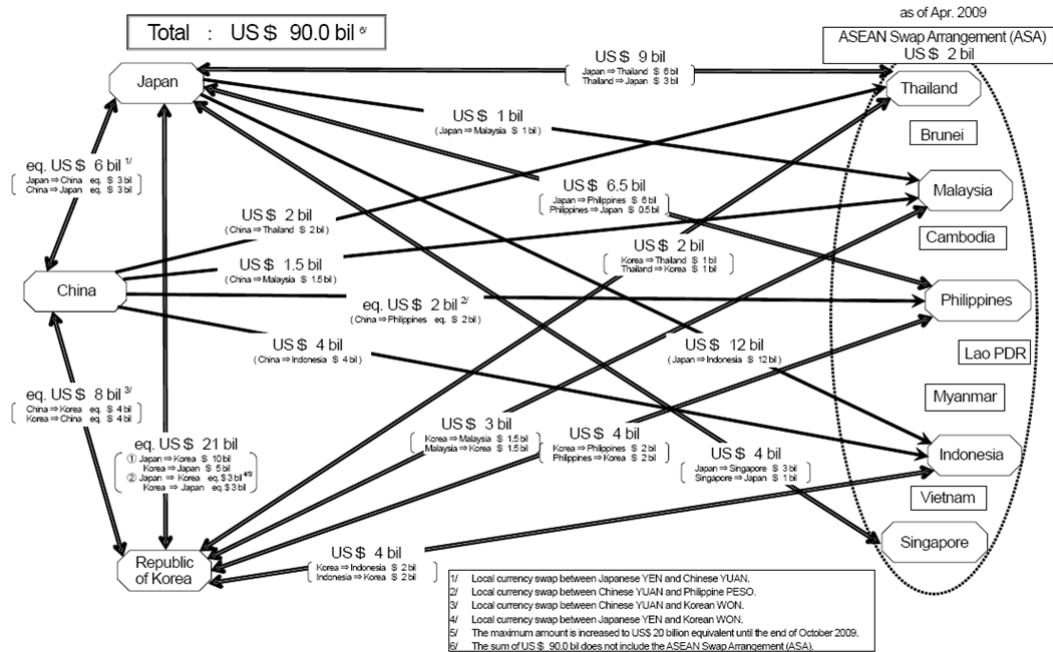 as of Apr. 2009
Total : US $ 90.0 bil 6/
ASEAN Swap Arrangement (ASA)
US $ 2 bil
Japan
US $ 9 bil
Japan⇒Thailand $ 6 bil
Thailand⇒Japan $ 3 bil
Thailand
US $ 1 bil
( Japan⇒Malaysia $ 1 bil )
Brunei
eq. US $ 6 bil 1/
Japan⇒China eq. $ 3 bil
China⇒Japan eq. $ 3 bil
US $ 6.5 bil
Japan⇒Philippines $ 6 bil
Philippines⇒Japan $ 0.5 bil
Malaysia
US $ 2 bil
( China⇒Thailand $ 2 bil )
Cambodia
US $ 2 bil
Korea⇒Thailand $ 1 bil
Thailand⇒Korea $ 1 bil
US $ 1.5 bil
( China⇒Malaysia $ 1.5 bil )
China
eq. US $ 2 bil 2/
( China⇒Philippines eq. $ 2 bil )
Philippines
US $ 4 bil
( China⇒Indonesia $ 4 bil )
US $ 12 bil
( Japan⇒Indonesia $ 12 bil )
Lao PDR
eq. US $ 8 bil 3/
China⇒Korea eq. $ 4 bil
Korea⇒China eq. $ 4 bil
Myanmar
eq. US $ 21 bil
① Japan⇒Korea $ 10 bil
Korea⇒Japan $ 5 bil
② Japan⇒Korea eq. $ 3 bil 4/5/
Korea⇒Japan eq. $ 3 bil
US $ 3 bil
Korea⇒Malaysia $ 1.5 bil
Malaysia⇒Korea $ 1.5 bil
US $ 4 bil
Korea⇒Philippines $ 2 bil
Philippines⇒Korea $ 2 bil
US $ 4 bil
Japan⇒Singapore $ 3 bil
Singapore⇒Japan $ 1 bil
Indonesia
Vietnam
Singapore
Republic
of Korea
US $ 4 bil
Korea⇒Indonesia $ 2 bil
Indonesia⇒Korea $ 2 bil
1/ Local currency swap between Japanese YEN and Chinese YUAN.
2/ Local currency swap between Chinese YUAN and Philippine PESO.
3/ Local currency swap between Chinese YUAN and Korean WON.
4/ Local currency swap between Japanese YEN and Korean WON.
5/ The maximum amount is increased to US$ 20 billion equivalent until the end of October 2009.
6/ The sum of US $ 90.0 bil does not include the ASEAN Swap Arrangement (ASA).